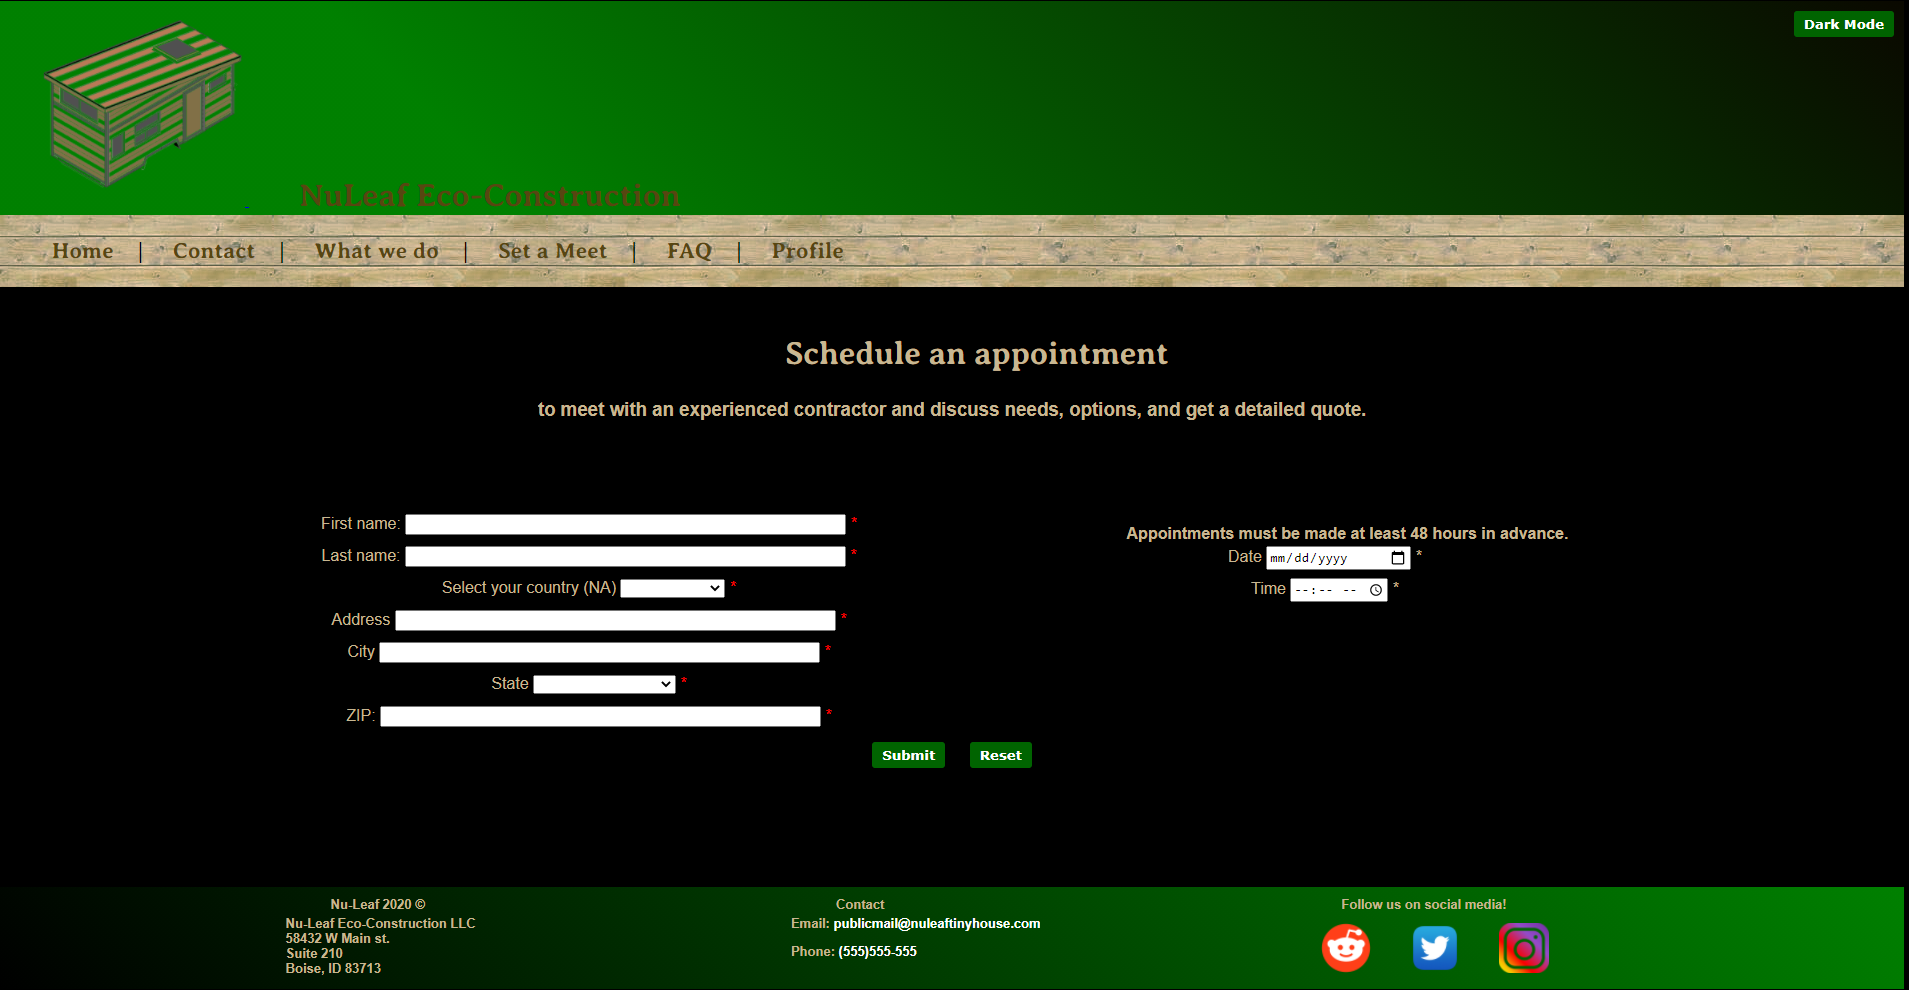 Dark Mode
NuLeaf Eco-Construction
Home | Contact | What we do | Set a Meet | FAQ | Profile
Schedule an appointment
to meet with an experienced contractor and discuss needs, options, and get a detailed quote.
First name: *
Last name: *
Select your country (NA) *
Address *
City *
State *
ZIP: *
Appointments must be made at least 48 hours in advance.
Date mm/dd/yyyy *
Time --:-- -- *
Submit Reset
Nu-Leaf 2020 ©
Nu-Leaf Eco-Construction LLC
58432 W Main st.
Suite 210
Boise, ID 83713
Contact
Email: publicmail@nuleaftinyhouse.com
Phone: (555)555-555
Follow us on social media!